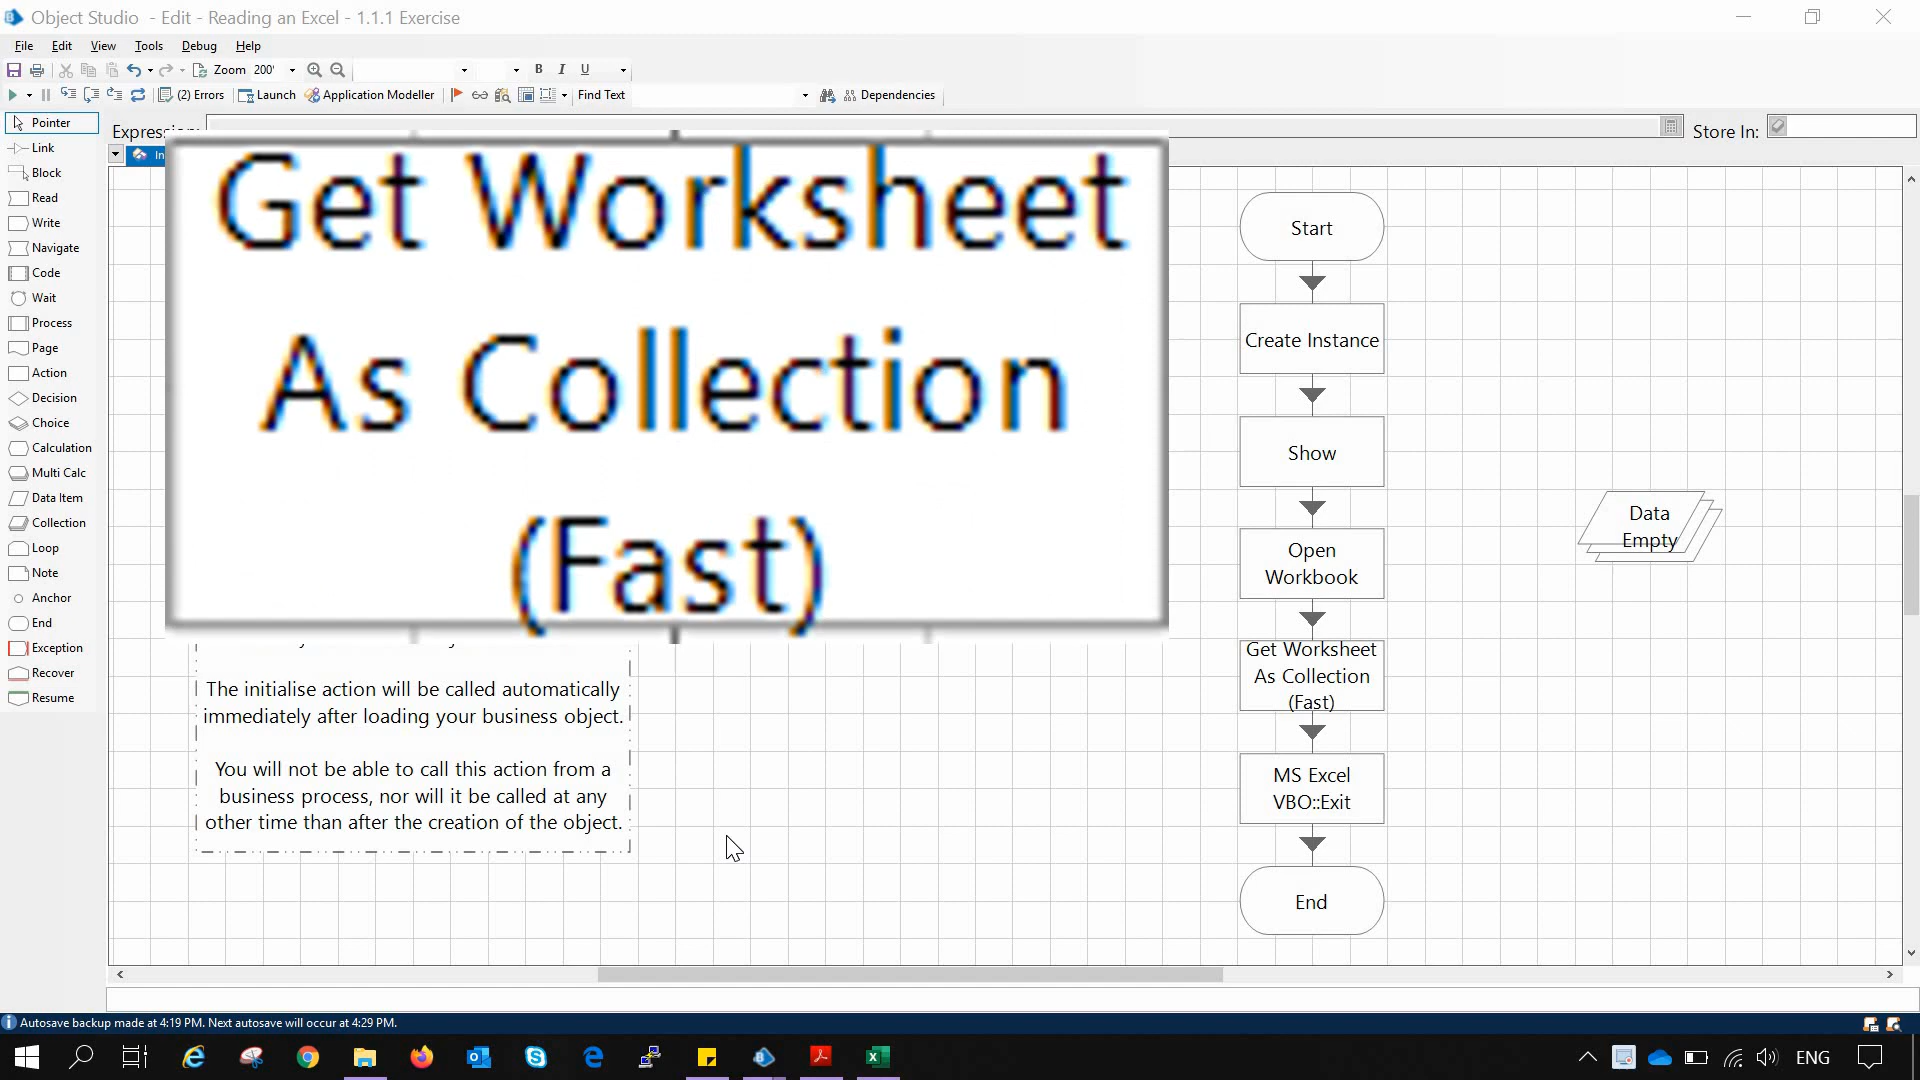 Object Studio - Edit - Reading an Excel - 1.1.1 Exercise
File Edit View Tools Debug Help
Zoom 200' B I U
(2) Errors Launch Application Modeller Find Text Dependencies
Pointer
Link
Block
Read
Write
Navigate
Code
Wait
Process
Page
Action
Decision
Choice
Calculation
Multi Calc
Data Item
Collection
Loop
Note
Anchor
End
Exception
Recover
Resume
Store In:
Get Worksheet
As Collection
(Fast)
The initialise action will be called automatically
immediately after loading your business object.
You will not be able to call this action from a
business process, nor will it be called at any
other time than after the creation of the object.
Start
Create Instance
Show
Open
Workbook
Get Worksheet
As Collection
(Fast)
MS Excel
VBO::Exit
End
Data
Empty
Autosave backup made at 4:19 PM. Next autosave will occur at 4:29 PM.
ENG